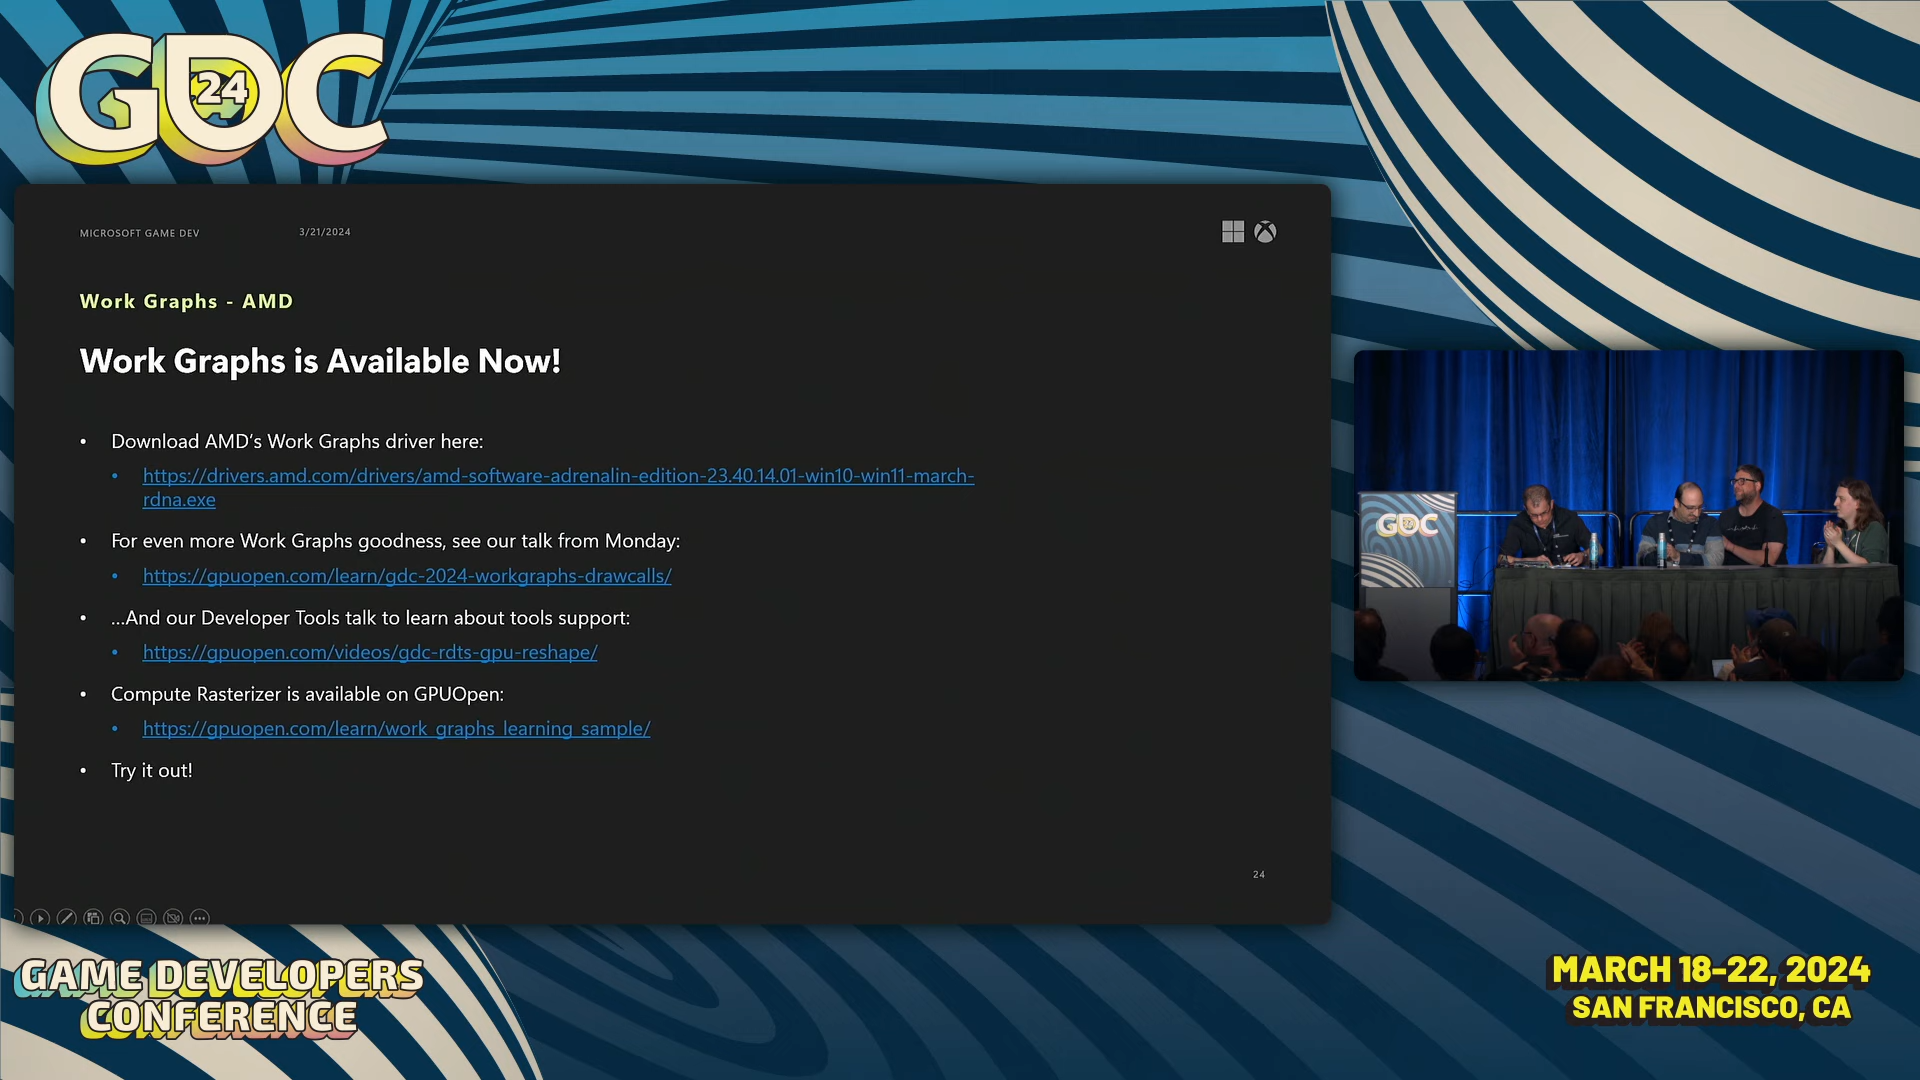 GDC
24
MICROSOFT GAME DEV
3/21/2024
Work Graphs - AMD
Work Graphs is Available Now!
• Download AMD's Work Graphs driver here:
• https://drivers.amd.com/drivers/amd-software-adrenalin-edition-23.40.14.01-win10-win11-march-
rdna.exe
• For even more Work Graphs goodness, see our talk from Monday:
• https://gpuopen.com/learn/gdc-2024-workgraphs-drawcalls/
• …And our Developer Tools talk to learn about tools support:
• https://gpuopen.com/videos/gdc-rdts-gpu-reshape/
• Compute Rasterizer is available on GPUOpen:
• https://gpuopen.com/learn/work_graphs_learning_sample/
• Try it out!
24
GDC
GAME DEVELOPERS
CONFERENCE
MARCH 18-22, 2024
SAN FRANCISCO, CA